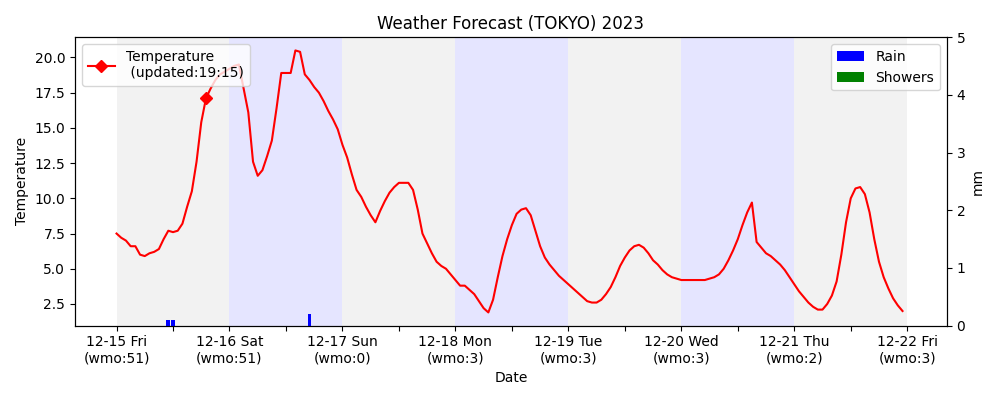 Weather Forecast (TOKYO) 2023
Temperature
(updated:19:15)
Rain
Showers
20.0
17.5
15.0
12.5
10.0
7.5
5.0
2.5
Temperature
5
4
3
2
1
0
mm
12-15 Fri
(wmo:51)
12-16 Sat
(wmo:51)
12-17 Sun
(wmo:0)
12-18 Mon
(wmo:3)
12-19 Tue
(wmo:3)
12-20 Wed
(wmo:3)
12-21 Thu
(wmo:2)
12-22 Fri
(wmo:3)
Date